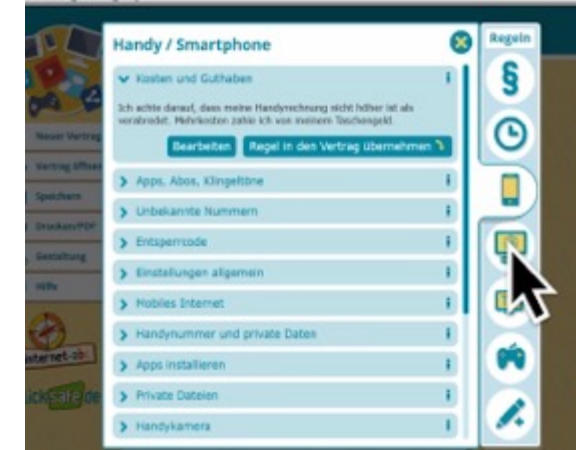 Handy / Smartphone
Regeln
Kosten und Guthaben
Ich achte darauf, dass meine Handyrechnung nicht höher ist als
verabredet. Mehrkosten zahle ich von meinem Taschengeld.
Bearbeiten
Regel in den Vertrag übernehmen
Apps, Abos, Klingeltöne
Unbekannte Nummern
Entsperrcode
Einstellungen allgemein
Mobiles Internet
Handynummer und private Daten
Apps installieren
Private Dateien
Handykamera
Neuer Vertrag
Vertrag öffnen
Speichern
Drucken/PDF
Gestaltung
Hilfe